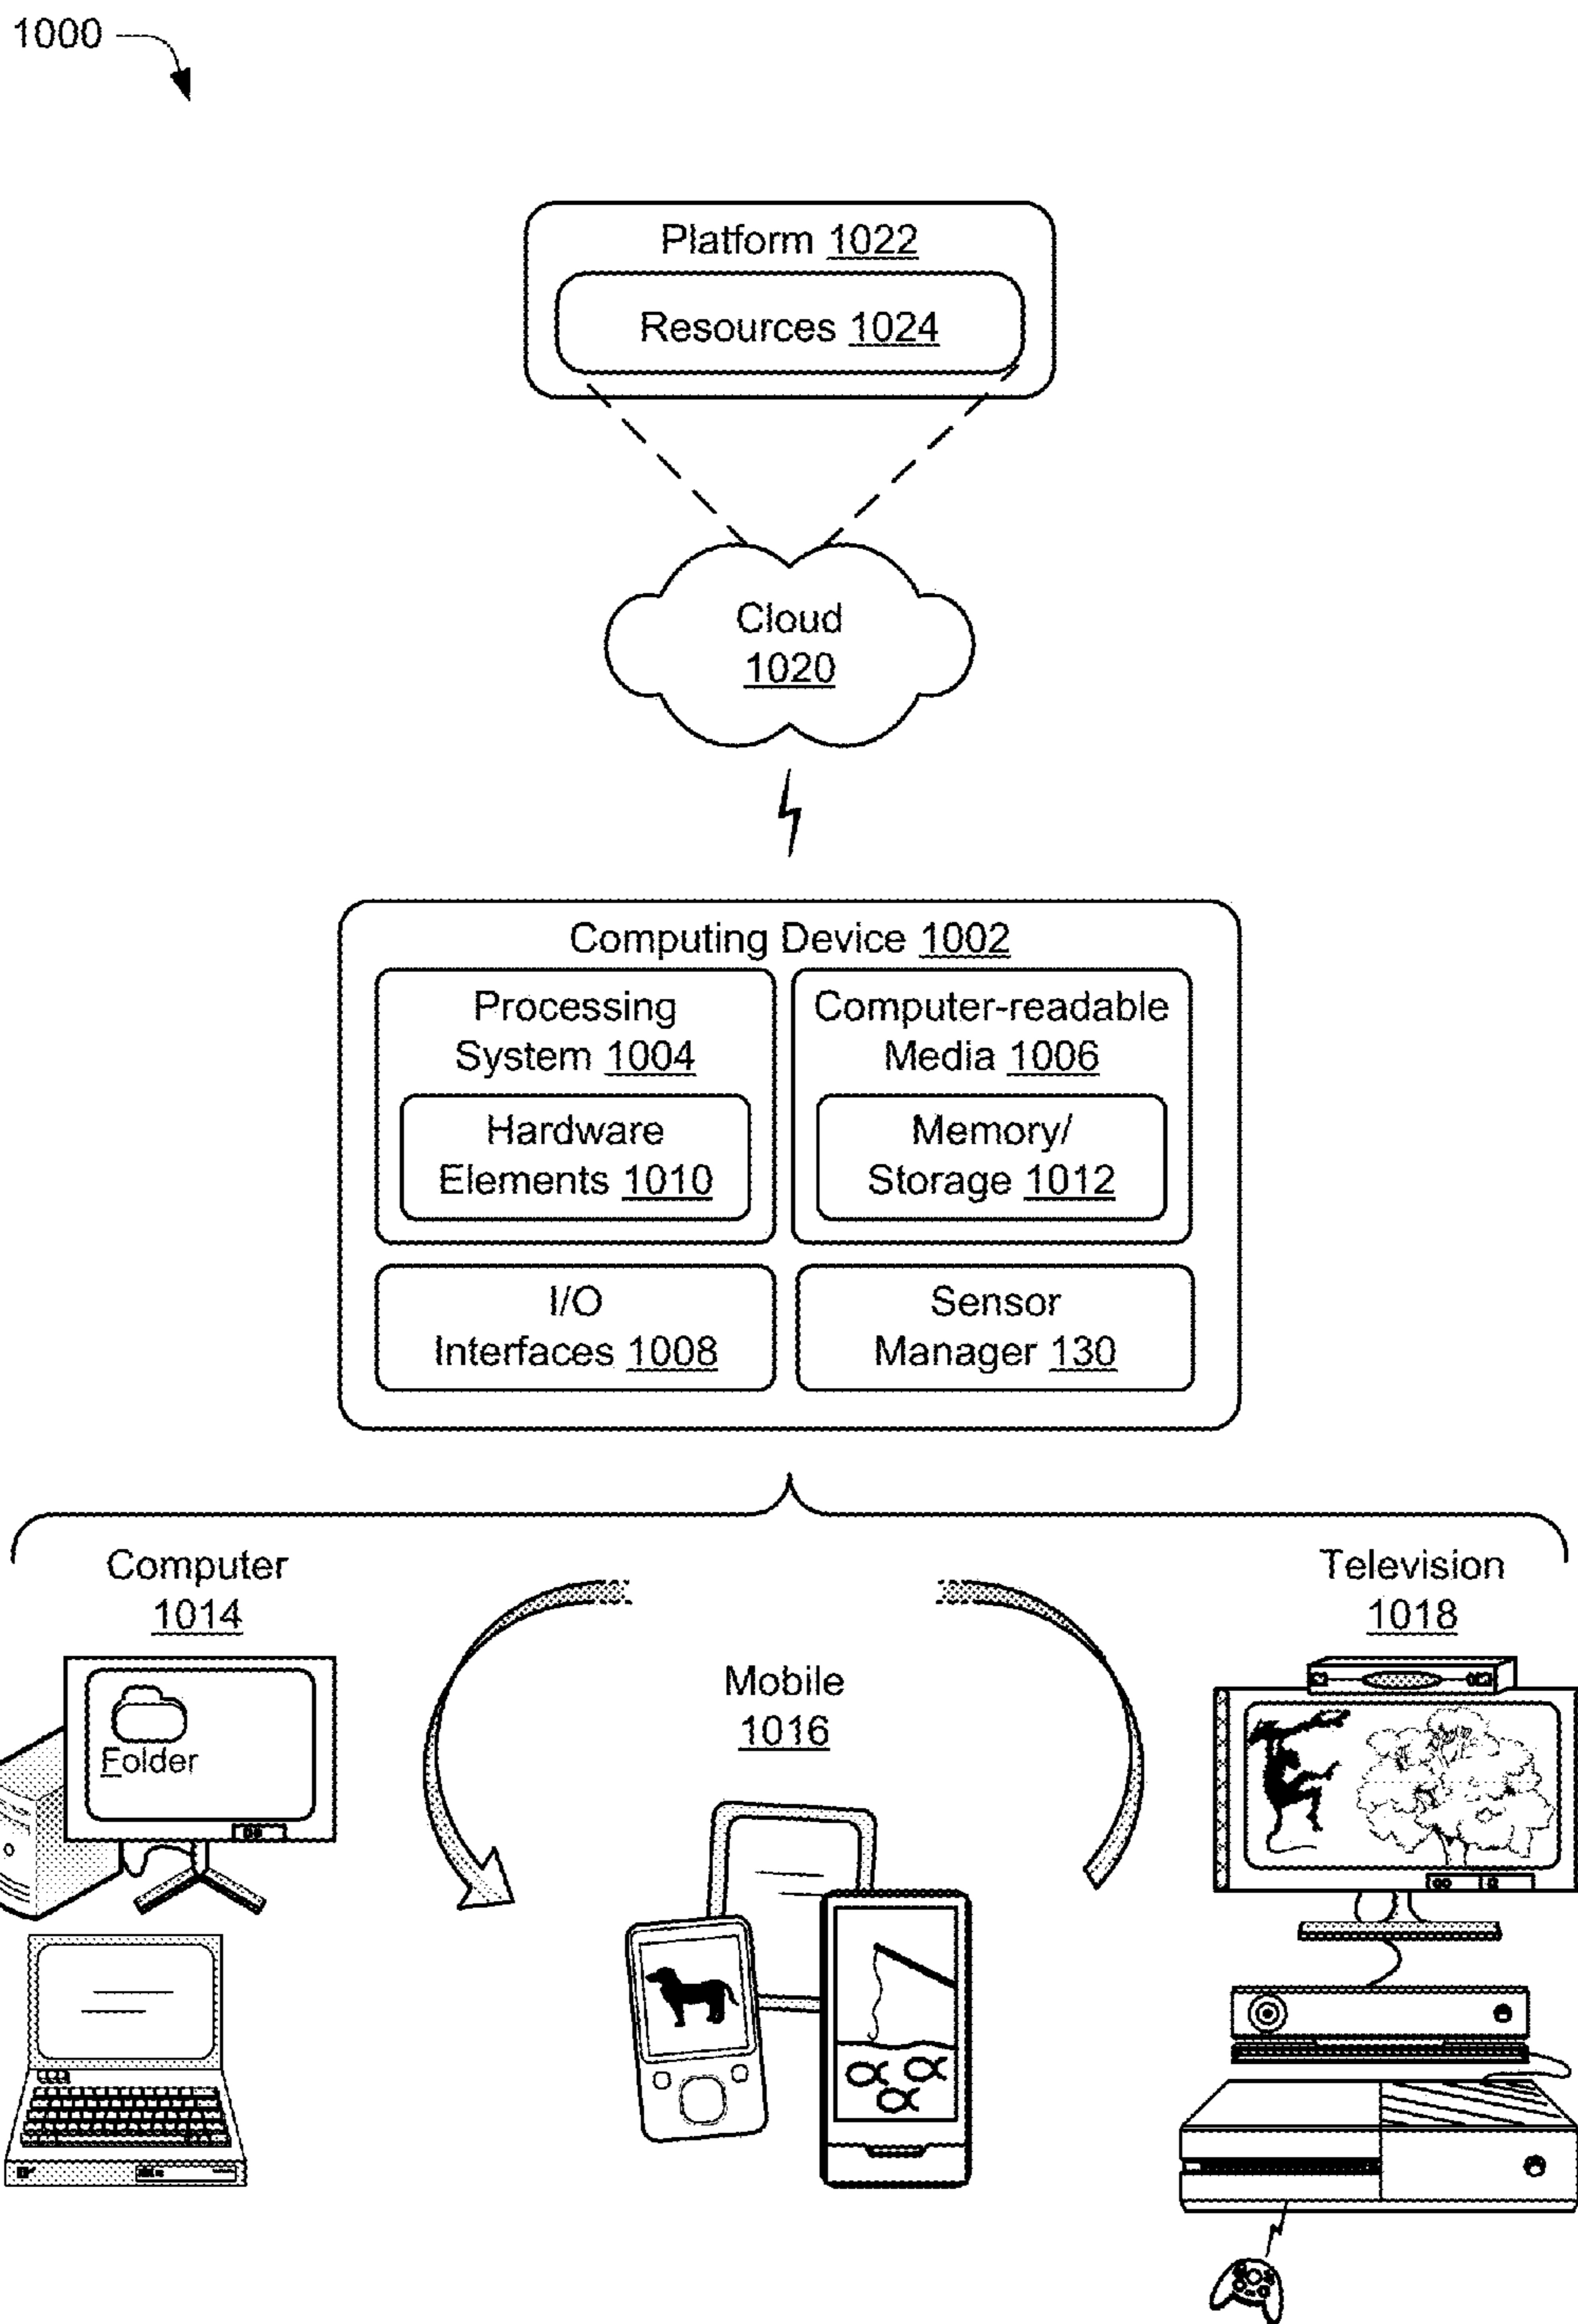 1000
Platform 1022
Resources 1024
Cloud
1020
Computing Device 1002
Processing
System 1004
Hardware
Elements 1010
Computer-readable
Media 1006
Memory/
Storage 1012
I/O
Interfaces 1008
Sensor
Manager 130
Computer
1014
Folder
Mobile
1016
Television
1018